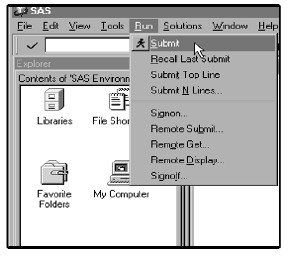 SAS
File Edit View Tools Run Solutions Window Help
Submit
Recall Last Submit
Submit Top Line
Submit N Lines...
Signon...
Remote Submit...
Remote Get...
Remote Display...
Signoff...
Explorer
Contents of 'SAS Environm
Libraries
File Shor
Favorite Folders
My Computer